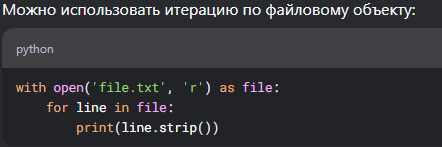 Можно использовать итерацию по файловому объекту:
python
with open('file.txt', 'r') as file:
    for line in file:
        print(line.strip())